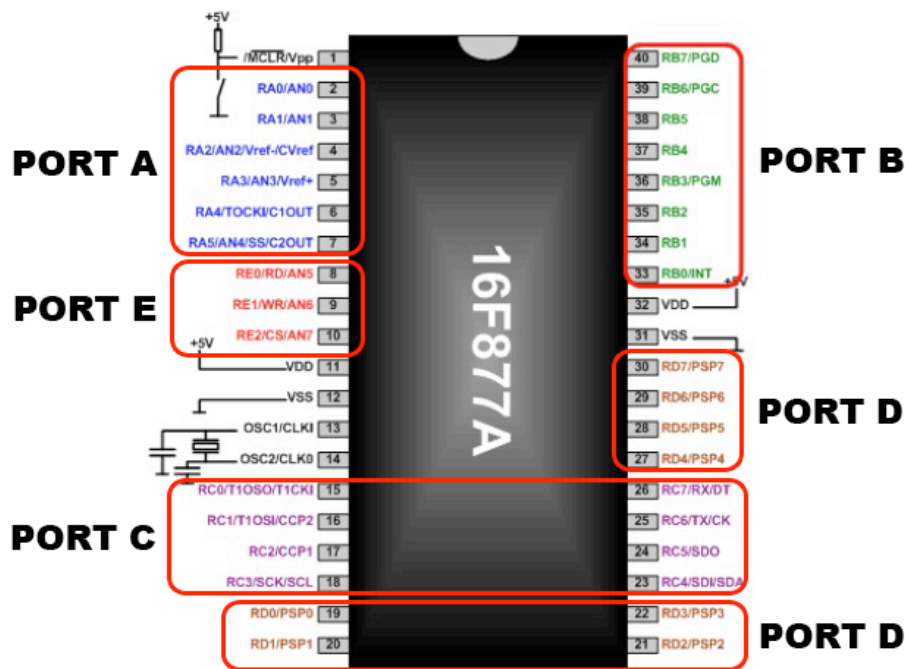 +5V
/MCLR/Vpp 1
RA0/AN0 2
RA1/AN1 3
RA2/AN2/Vref-/CVref 4
RA3/AN3/Vref+ 5
RA4/TOCKI/C1OUT 6
RA5/AN4/SS/C2OUT 7
PORT A
RE0/RD/AN5 8
RE1/WR/AN6 9
RE2/CS/AN7 10
PORT E
+5V
VDD 11
VSS 12
OSC1/CLKI 13
OSC2/CLK0 14
RC0/T1OSO/T1CKI 15
RC1/T1OSI/CCP2 16
RC2/CCP1 17
RC3/SCK/SCL 18
PORT C
RD0/PSP0 19
RD1/PSP1 20
16F877A
40 RB7/PGD
39 RB6/PGC
38 RB5
37 RB4
36 RB3/PGM
35 RB2
34 RB1
33 RB0/INT
PORT B
+5V
32 VDD
31 VSS
30 RD7/PSP7
29 RD6/PSP6
28 RD5/PSP5
27 RD4/PSP4
PORT D
26 RC7/RX/DT
25 RC6/TX/CK
24 RC5/SDO
23 RC4/SDI/SDA
22 RD3/PSP3
21 RD2/PSP2
PORT D